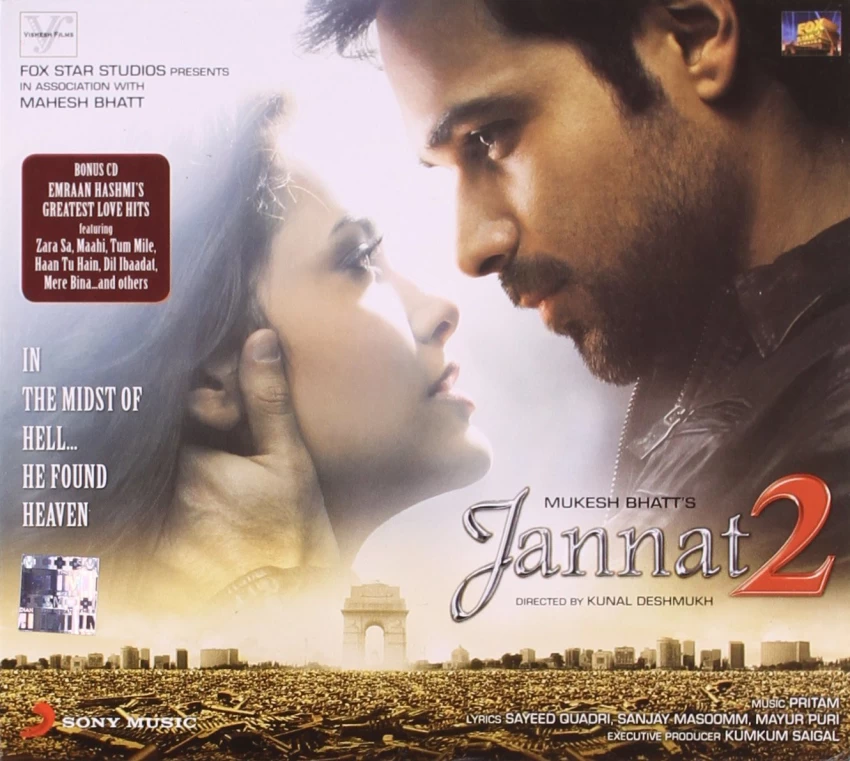 VISHESH FILMS
FOX STAR STUDIOS PRESENTS
IN ASSOCIATION WITH
MAHESH BHATT
FOX
STAR
STUDIOS
BONUS CD
EMRAAN HASHMI'S
GREATEST LOVE HITS
featuring
Zara Sa, Maahi, Tum Mile,
Haan Tu Hain, Dil Ibaadat,
Mere Bina...and others
IN
THE MIDST OF
HELL...
HE FOUND
HEAVEN
MUKESH BHATT'S
Jannat 2
DIRECTED BY KUNAL DESHMUKH
SONY MUSIC
MUSIC PRITAM
LYRICS SAYEED QUADRI, SANJAY MASOOMM, MAYUR PURI
EXECUTIVE PRODUCER KUMKUM SAIGAL